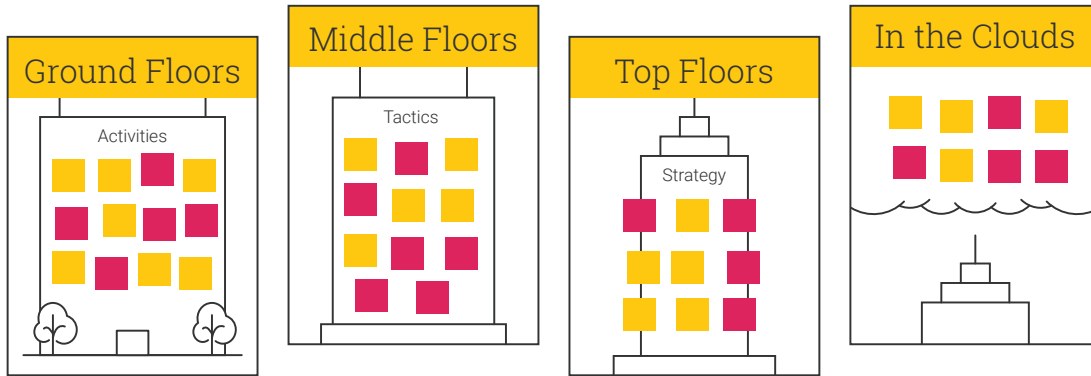 Ground Floors
Activities
Middle Floors
Tactics
Top Floors
Strategy
In the Clouds